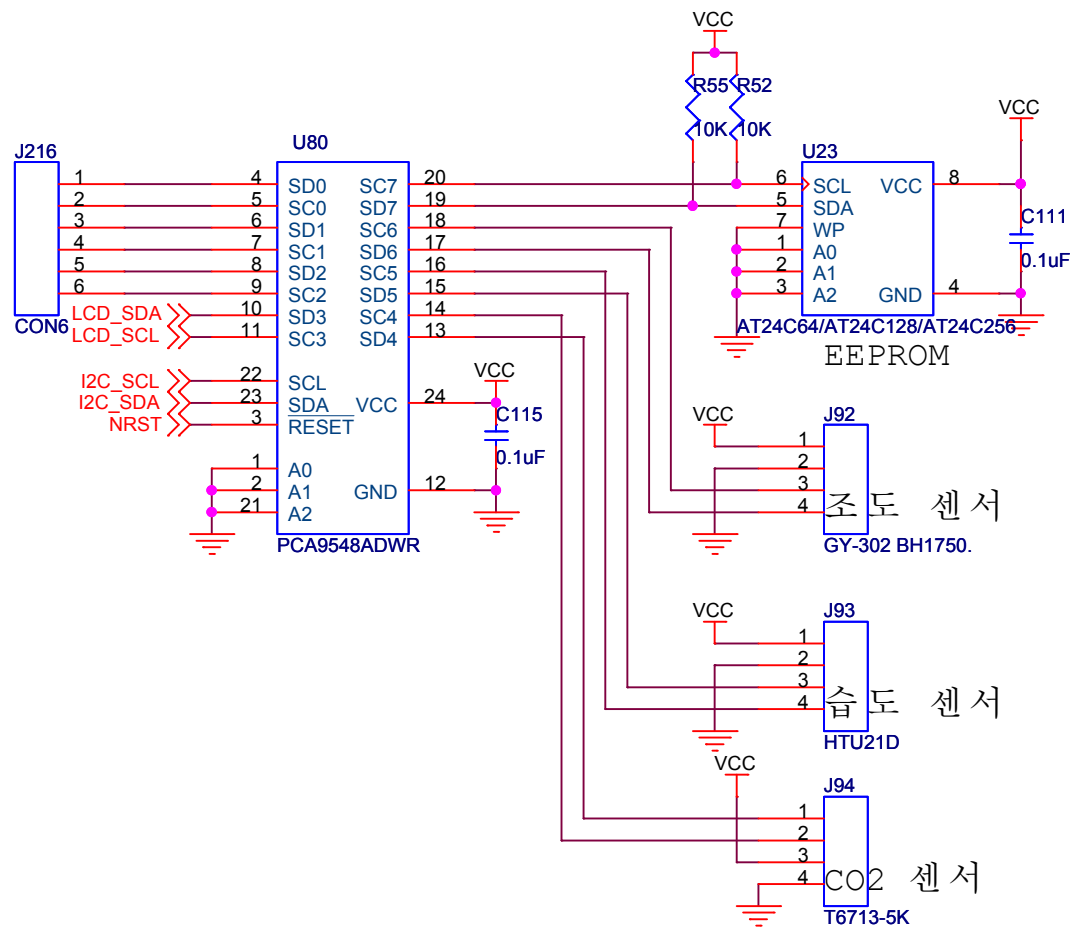 VCC
R55 R52
10K 10K
VCC
J216
U80
U23
1 4 SD0 SC7 20 6 SCL VCC 8
2 5 SC0 SD7 19 5 SDA
3 6 SD1 SC6 18 7 WP
4 7 SC1 SD6 17 1 A0
5 8 SD2 SC5 16 2 A1
6 9 SC2 SD5 15 3 A2 GND 4
C111
0.1uF
CON6
LCD_SDA 10 SD3 SC4 14
LCD_SCL 11 SC3 SD4 13
AT24C64/AT24C128/AT24C256
EEPROM
I2C_SCL 22 SCL
I2C_SDA 23 SDA VCC 24
NRST 3 RESET
VCC
C115
0.1uF
1 A0
2 A1 GND 12
21 A2
PCA9548ADWR
VCC
J92
1
2
3
4
조도 센서
GY-302 BH1750.
VCC
J93
1
2
3
4
습도 센서
HTU21D
VCC
J94
1
2
3
4
CO2 센서
T6713-5K